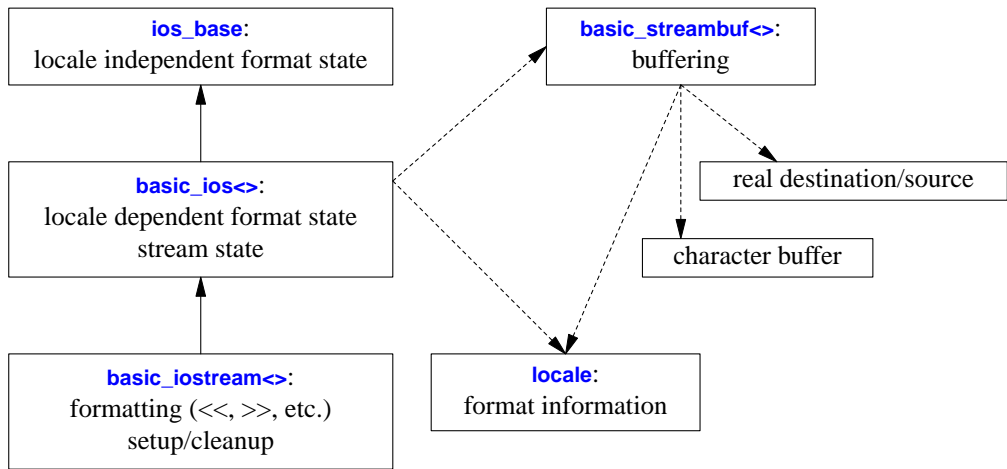 ios_base:
locale independent format state
basic_streambuf<>:
buffering
basic_ios<>:
locale dependent format state
stream state
real destination/source
character buffer
basic_iostream<>:
formatting (<<, >>, etc.)
setup/cleanup
locale:
format information